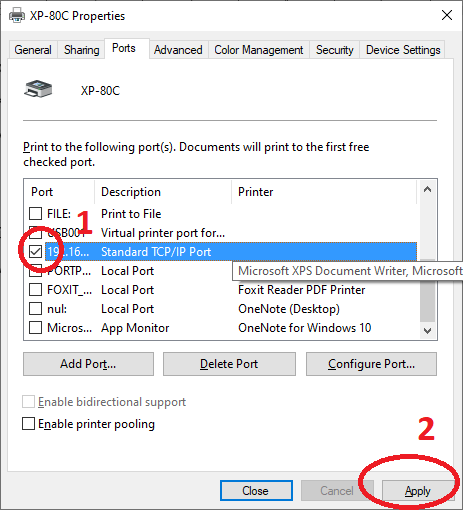 XP-80C Properties
General Sharing Ports Advanced Color Management Security Device Settings
XP-80C
Print to the following port(s). Documents will print to the first free
checked port.
Port Description Printer
FILE: Print to File
1
USB001 Virtual printer port for...
192.16... Standard TCP/IP Port
PORTP... Local Port
Microsoft XPS Document Writer, Microsoft
FOXIT_... Local Port Foxit Reader PDF Printer
nul: Local Port OneNote (Desktop)
Micros... App Monitor OneNote for Windows 10
Add Port... Delete Port Configure Port...
Enable bidirectional support
Enable printer pooling
2
Close Cancel Apply